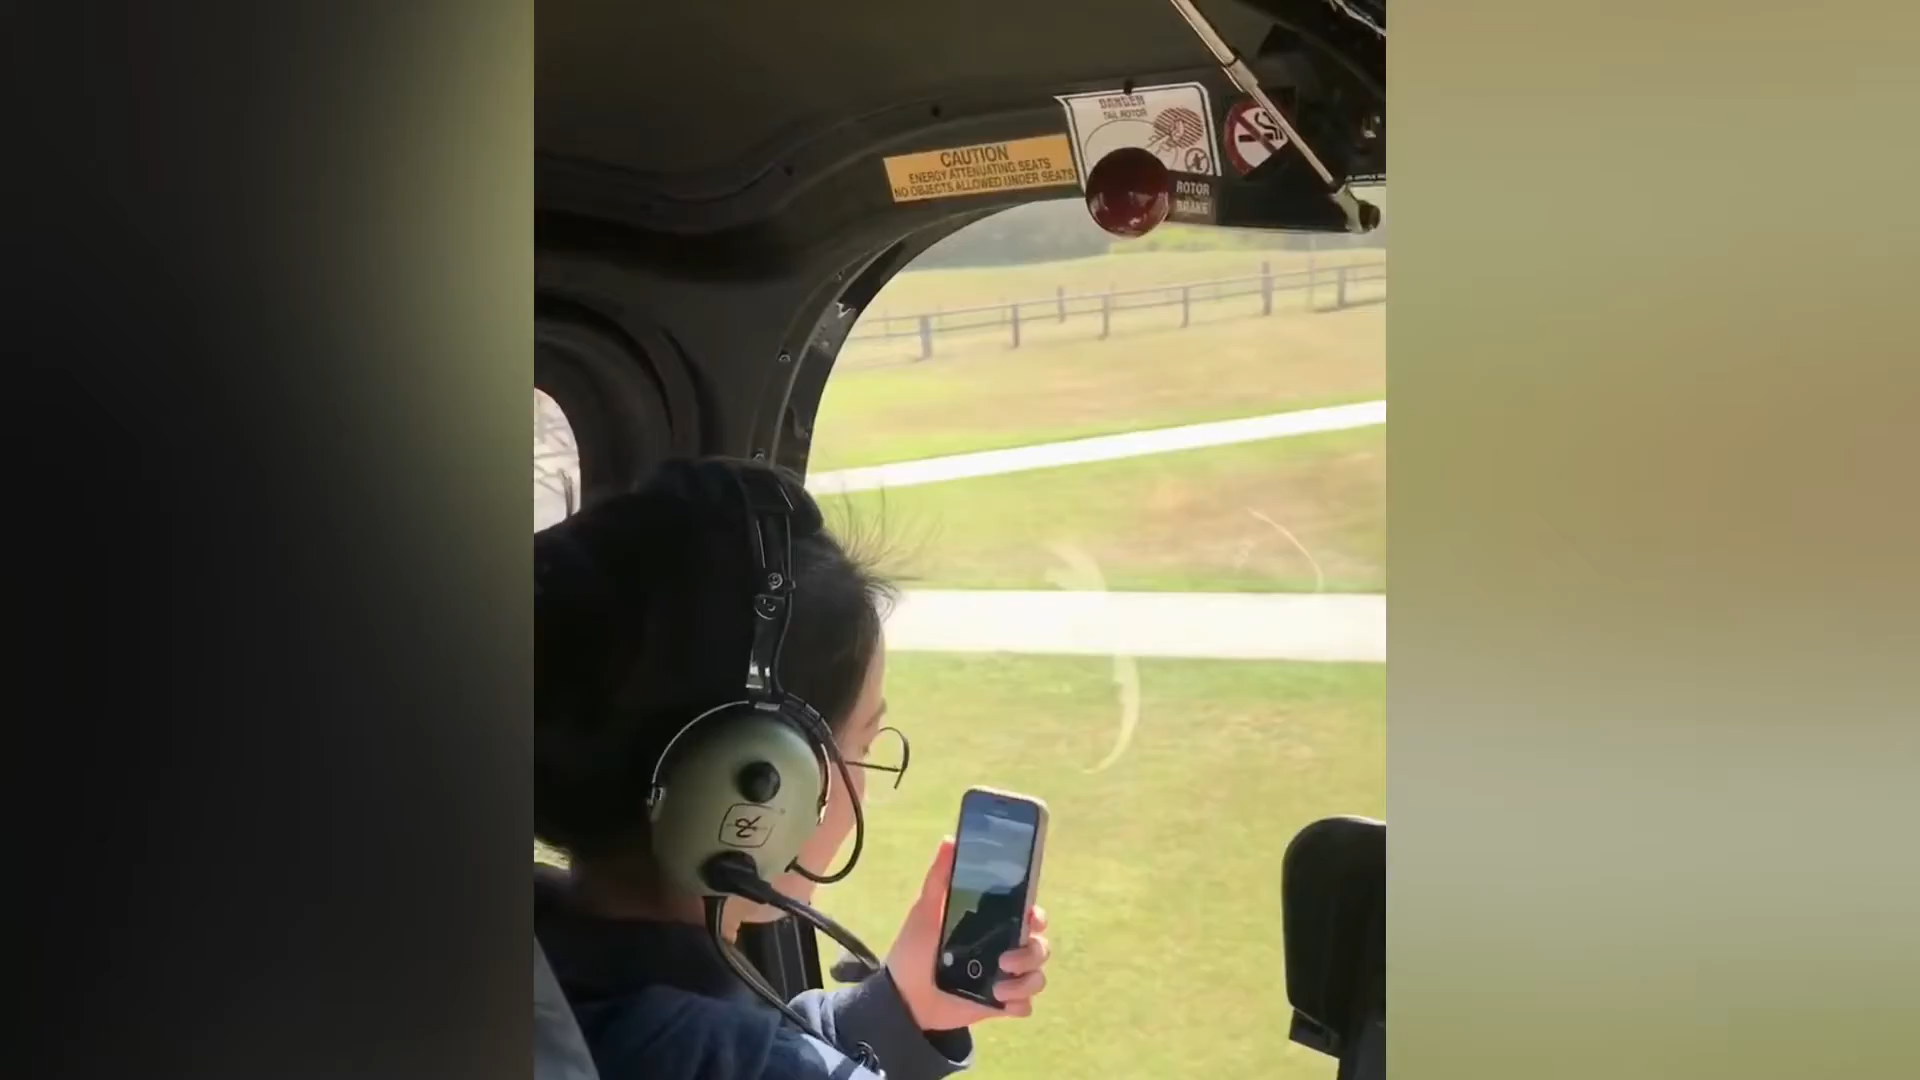 CAUTION
ENERGY ATTENUATING SEATS
NO OBJECTS ALLOWED UNDER SEATS
DANGER
TAIL ROTOR
ROTOR
BRAKE